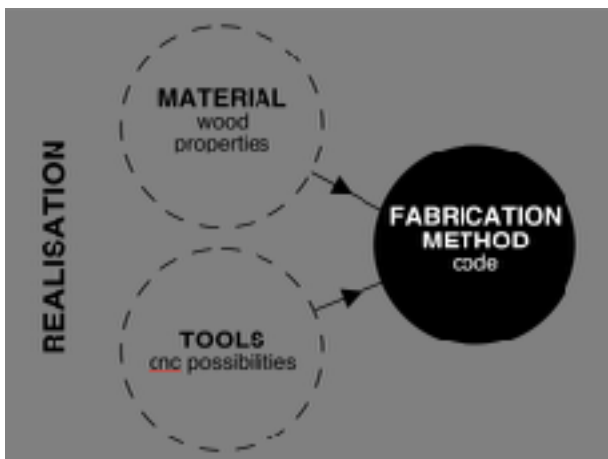 REALISATION
MATERIAL
wood
properties
FABRICATION
METHOD
code
TOOLS
cnc possibilities